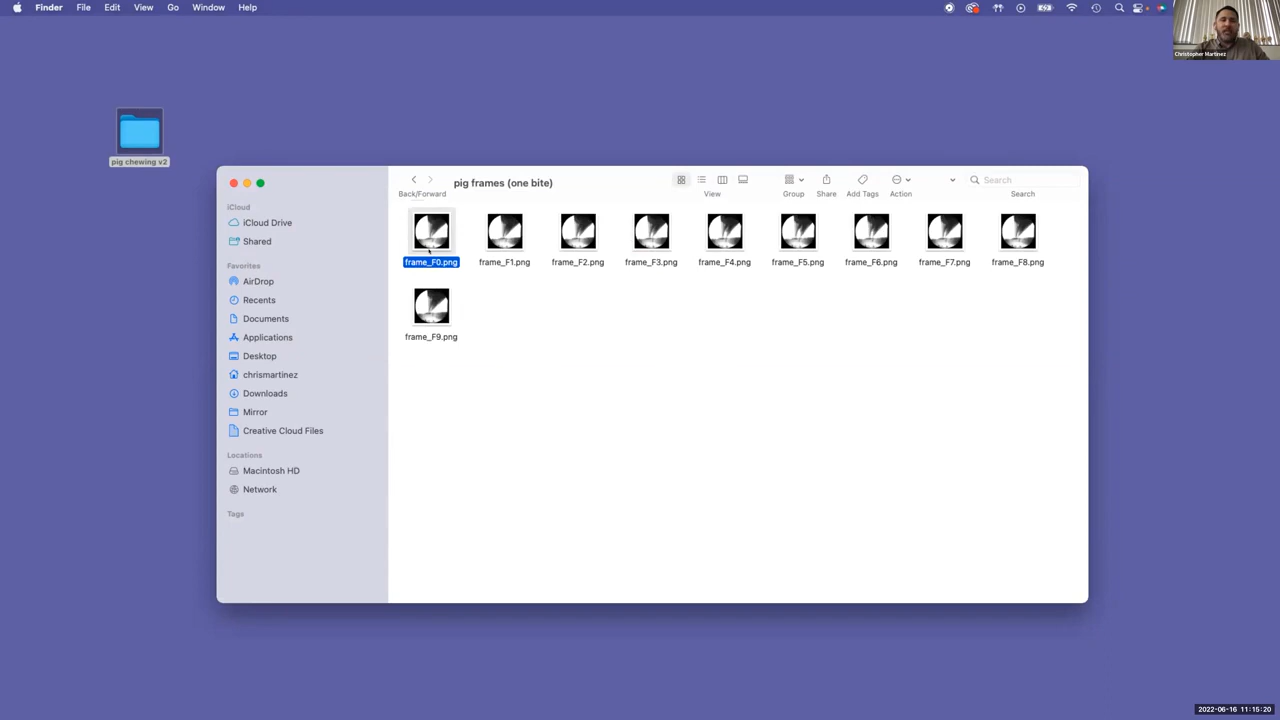 Finder File Edit View Go Window Help
Christopher Martinez
pig chewing v2
pig frames (one bite)
Back/Forward View Group Share Add Tags Action Search
Search
iCloud
iCloud Drive
Shared
Favorites
AirDrop
Recents
Documents
Applications
Desktop
chrismartinez
Downloads
Mirror
Creative Cloud Files
Locations
Macintosh HD
Network
Tags
frame_F0.png frame_F1.png frame_F2.png frame_F3.png frame_F4.png frame_F5.png frame_F6.png frame_F7.png frame_F8.png
frame_F9.png
2022-06-16 11:15:20